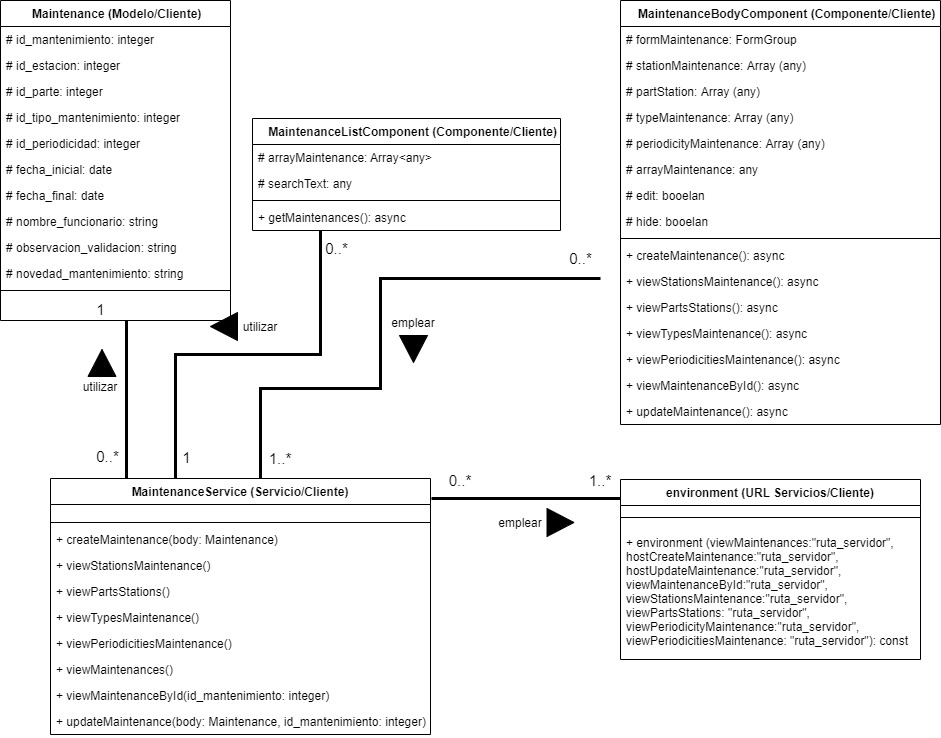 Maintenance (Modelo/Cliente)
# id_mantenimiento: integer
# id_estacion: integer
# id_parte: integer
# id_tipo_mantenimiento: integer
# id_periodicidad: integer
# fecha_inicial: date
# fecha_final: date
# nombre_funcionario: string
# observacion_validacion: string
# novedad_mantenimiento: string
1
MaintenanceListComponent (Componente/Cliente)
# arrayMaintenance: Array<any>
# searchText: any
+ getMaintenances(): async
0..*
utilizar
MaintenanceBodyComponent (Componente/Cliente)
# formMaintenance: FormGroup
# stationMaintenance: Array (any)
# partStation: Array (any)
# typeMaintenance: Array (any)
# periodicityMaintenance: Array (any)
# arrayMaintenance: any
# edit: booelan
# hide: booelan
+ createMaintenance(): async
+ viewStationsMaintenance(): async
+ viewPartsStations(): async
+ viewTypesMaintenance(): async
+ viewPeriodicitiesMaintenance(): async
+ viewMaintenanceById(): async
+ updateMaintenance(): async
0..*
emplear
utilizar
0..*
1
1..*
MaintenanceService (Servicio/Cliente)
+ createMaintenance(body: Maintenance)
+ viewStationsMaintenance()
+ viewPartsStations()
+ viewTypesMaintenance()
+ viewPeriodicitiesMaintenance()
+ viewMaintenances()
+ viewMaintenanceById(id_mantenimiento: integer)
+ updateMaintenance(body: Maintenance, id_mantenimiento: integer)
0..*
1..*
emplear
environment (URL Servicios/Cliente)
+ environment (viewMaintenances:"ruta_servidor",
hostCreateMaintenance:"ruta_servidor",
hostUpdateMaintenance:"ruta_servidor",
viewMaintenanceById:"ruta_servidor",
viewStationsMaintenance:"ruta_servidor",
viewPartsStations: "ruta_servidor",
viewPeriodicityMaintenance:"ruta_servidor",
viewPeriodicitiesMaintenance: "ruta_servidor"): const